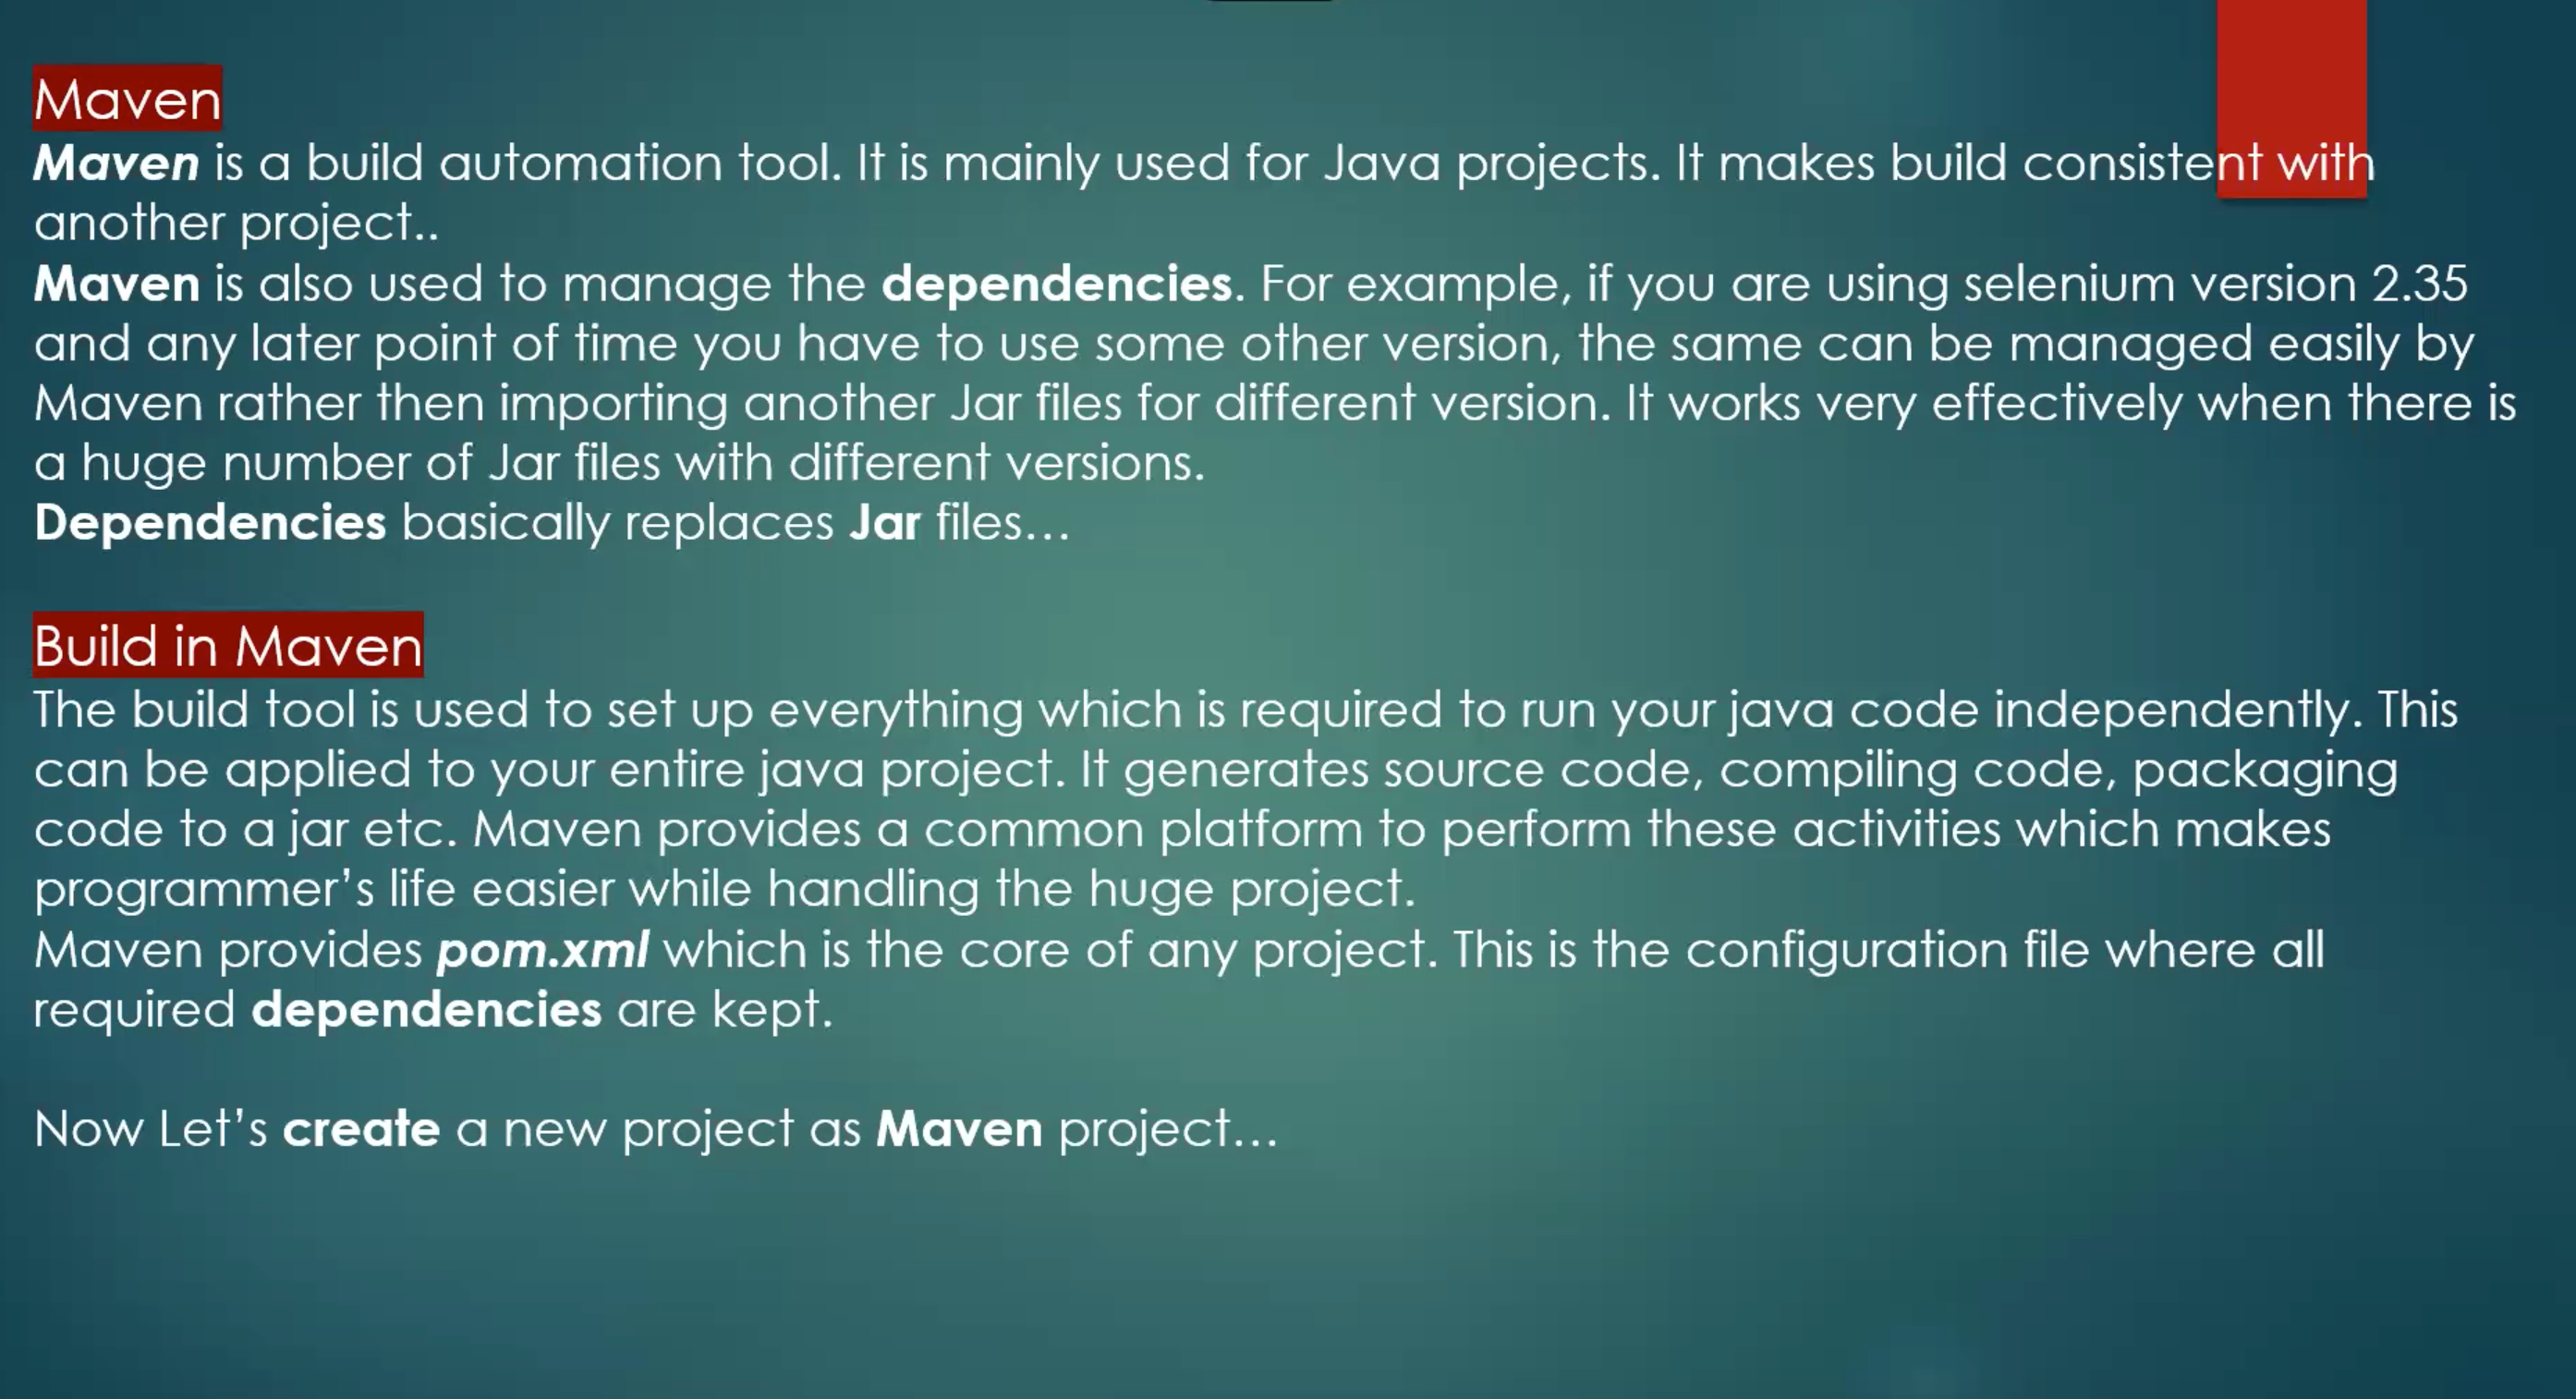 Maven
Maven is a build automation tool. It is mainly used for Java projects. It makes build consistent with
another project..
Maven is also used to manage the dependencies. For example, if you are using selenium version 2.35
and any later point of time you have to use some other version, the same can be managed easily by
Maven rather then importing another Jar files for different version. It works very effectively when there is
a huge number of Jar files with different versions.
Dependencies basically replaces Jar files...
Build in Maven
The build tool is used to set up everything which is required to run your java code independently. This
can be applied to your entire java project. It generates source code, compiling code, packaging
code to a jar etc. Maven provides a common platform to perform these activities which makes
programmer’s life easier while handling the huge project.
Maven provides pom.xml which is the core of any project. This is the configuration file where all
required dependencies are kept.
Now Let’s create a new project as Maven project...